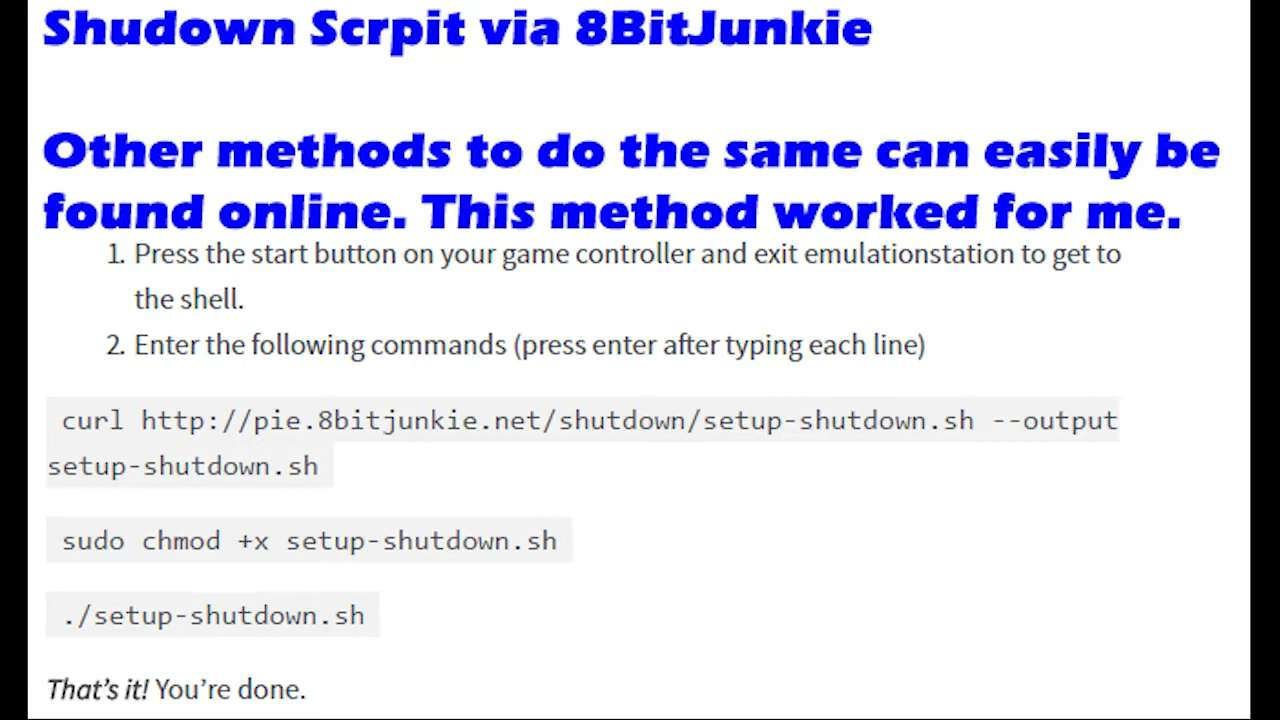 Shudown Scrpit via 8BitJunkie
Other methods to do the same can easily be
found online. This method worked for me.
1. Press the start button on your game controller and exit emulationstation to get to
the shell.
2. Enter the following commands (press enter after typing each line)
curl http://pie.8bitjunkie.net/shutdown/setup-shutdown.sh --output
setup-shutdown.sh
sudo chmod +x setup-shutdown.sh
./setup-shutdown.sh
That’s it! You’re done.